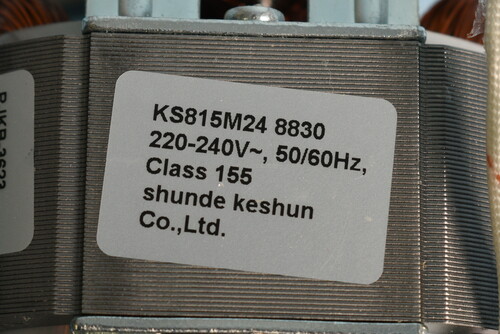 KS815M24 8830
220-240V~, 50/60Hz,
Class 155
shunde keshun
Co.,Ltd.